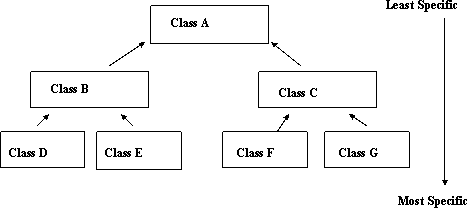 Least Specific
Class A
Class B
Class C
Class D
Class E
Class F
Class G
Most Specific